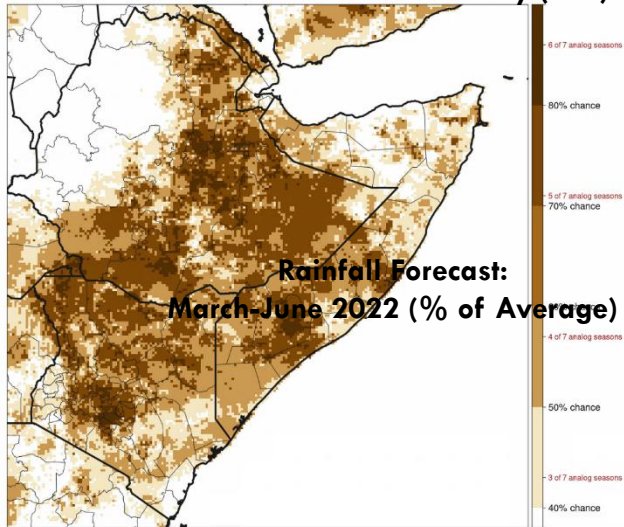 6 of 7 analog seasons
80% chance
5 of 7 analog seasons
70% chance
Rainfall Forecast:
March-June 2022 (% of Average)
4 of 7 analog seasons
50% chance
3 of 7 analog seasons
40% chance